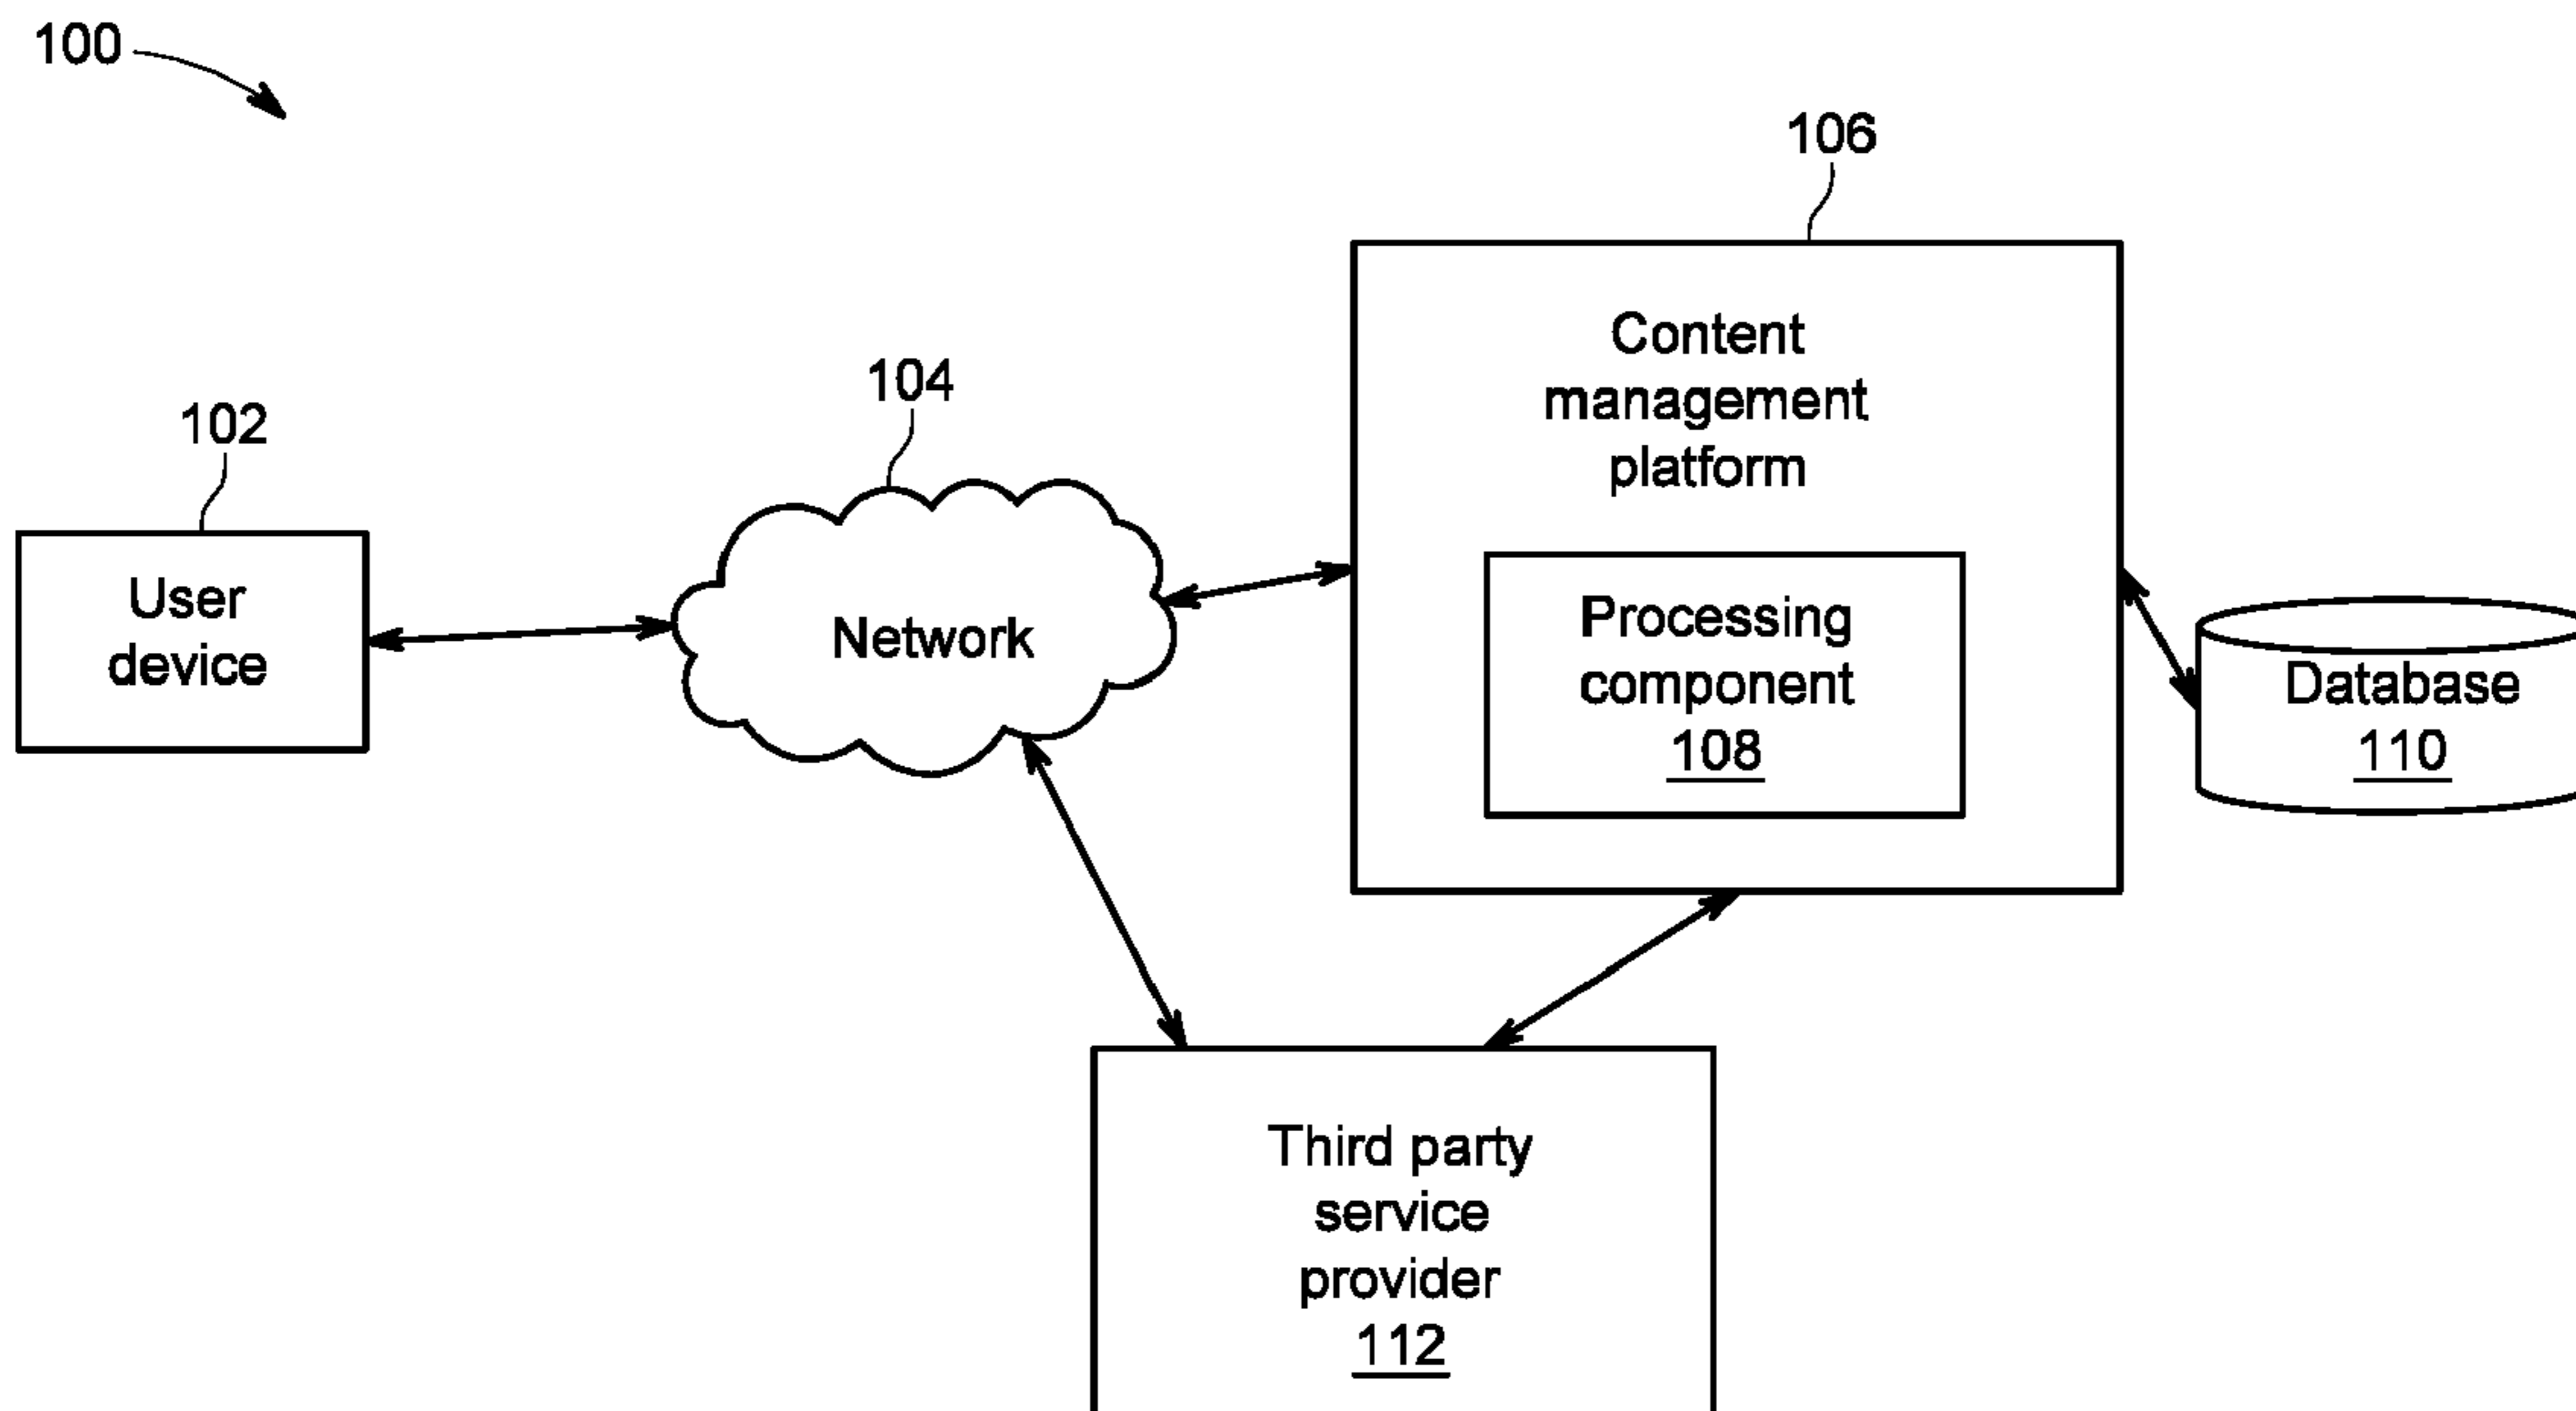 100
106
Content
management
platform
104
102
User
device
Network
Processing
component
108
Database
110
Third party
service
provider
112